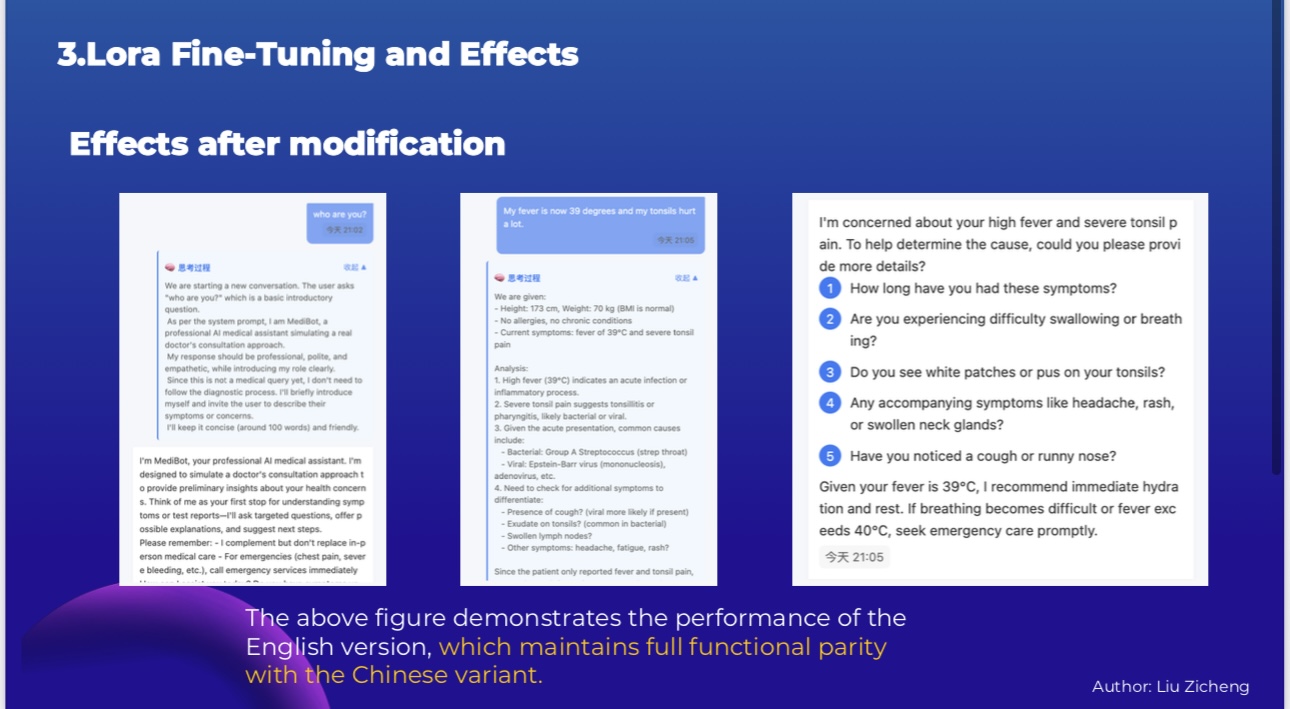 3.Lora Fine-Tuning and Effects
Effects after modification
who are you?
今天 21:02
思考过程
收起 ▲
We are starting a new conversation. The user asks
"who are you?" which is a basic introductory
question.
As per the system prompt, I am MediBot, a
professional AI medical assistant simulating a real
doctor's consultation approach.
My response should be professional, polite, and
empathetic, while introducing my role clearly.
Since this is not a medical query yet, I don't need to
follow the diagnostic process. I'll briefly introduce
myself and invite the user to describe their
symptoms or concerns.
I'll keep it concise (around 100 words) and friendly.
I'm MediBot, your professional AI medical assistant. I'm
designed to simulate a doctor's consultation approach t
o provide preliminary insights about your health concern
s. Think of me as your first stop for understanding symp
toms or test reports—I'll ask targeted questions, offer p
ossible explanations, and suggest next steps.
Please remember: - I complement but don't replace in-p
erson medical care - For emergencies (chest pain, sever
e bleeding, etc.), call emergency services immediately
My fever is now 39 degrees and my tonsils hurt
a lot.
今天 21:05
思考过程
收起 ▲
We are given:
- Height: 173 cm, Weight: 70 kg (BMI is normal)
- No allergies, no chronic conditions
- Current symptoms: fever of 39°C and severe tonsil
pain
Analysis:
1. High fever (39°C) indicates an acute infection or
inflammatory process.
2. Severe tonsil pain suggests tonsillitis or
pharyngitis, likely bacterial or viral.
3. Given the acute presentation, common causes
include:
- Bacterial: Group A Streptococcus (strep throat)
- Viral: Epstein-Barr virus (mononucleosis),
adenovirus, etc.
4. Need to check for additional symptoms to
differentiate:
- Presence of cough? (viral more likely if present)
- Exudate on tonsils? (common in bacterial)
- Swollen lymph nodes?
- Other symptoms: headache, fatigue, rash?
Since the patient only reported fever and tonsil pain,
I'm concerned about your high fever and severe tonsil p
ain. To help determine the cause, could you please provi
de more details?
1 How long have you had these symptoms?
2 Are you experiencing difficulty swallowing or breath
ing?
3 Do you see white patches or pus on your tonsils?
4 Any accompanying symptoms like headache, rash,
or swollen neck glands?
5 Have you noticed a cough or runny nose?
Given your fever is 39°C, I recommend immediate hydra
tion and rest. If breathing becomes difficult or fever exc
eeds 40°C, seek emergency care promptly.
今天 21:05
The above figure demonstrates the performance of the
English version, which maintains full functional parity
with the Chinese variant.
Author: Liu Zicheng